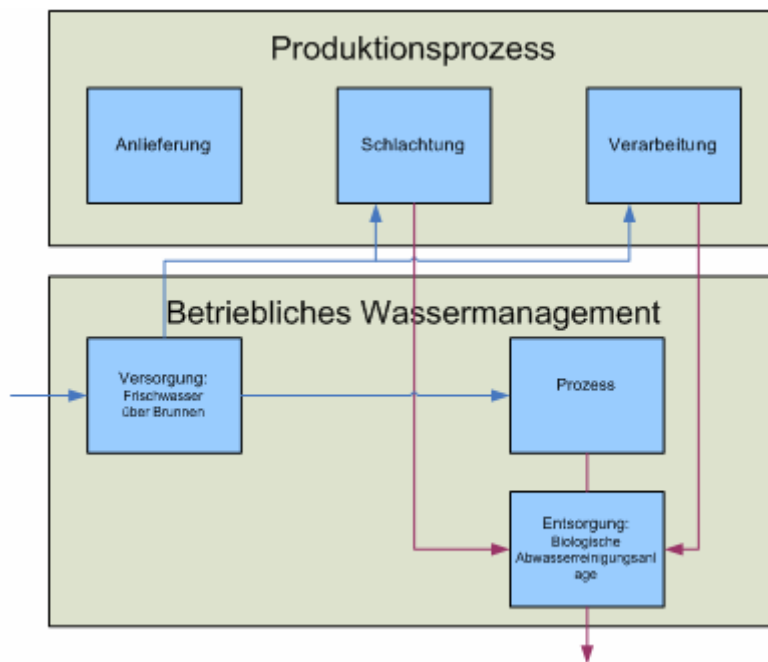 Produktionsprozess
Anlieferung
Schlachtung
Verarbeitung
Betriebliches Wassermanagement
Versorgung:
Frischwasser
über Brunnen
Prozess
Entsorgung:
Biologische
Abwasserreinigungsanl
age